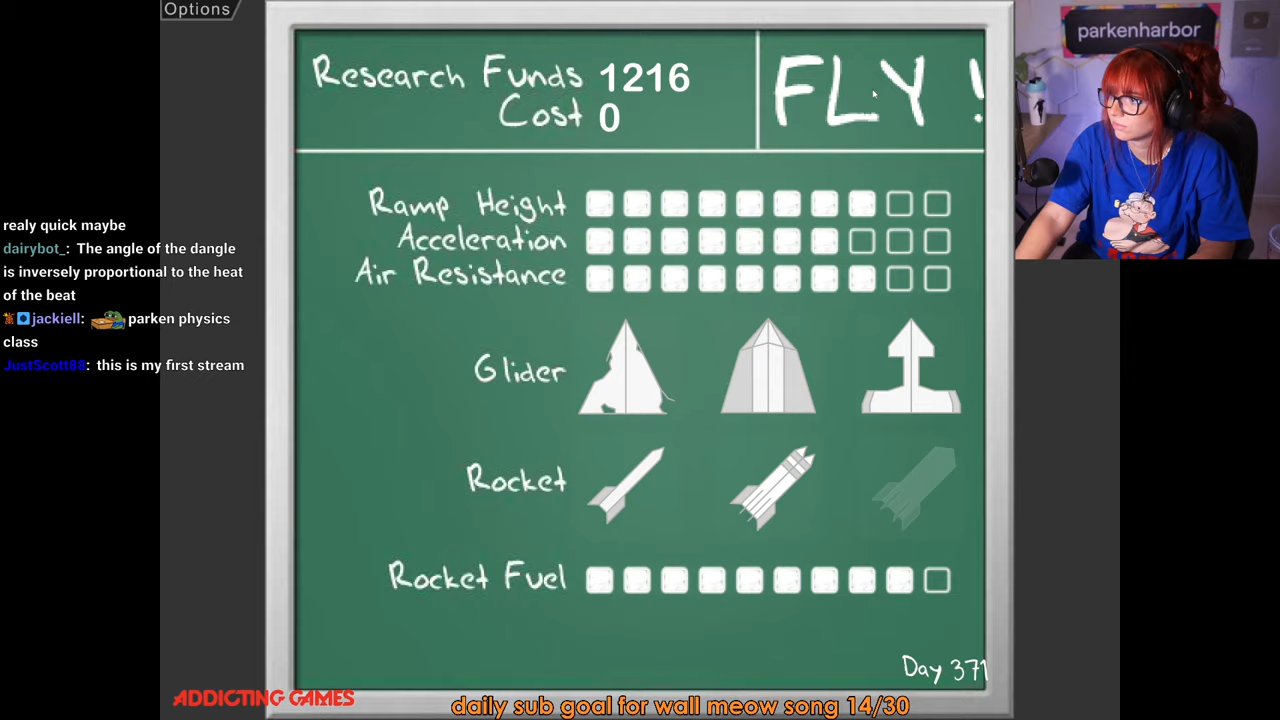 Options
Research Funds 1216
Cost 0
FLY !
parkenharbor
Ramp Height
Acceleration
Air Resistance
Glider
Rocket
Rocket Fuel
Day 371
realy quick maybe
dairybot_: The angle of the dangle
is inversely proportional to the heat
of the beat
jackiell: parken physics
class
JustScott88: this is my first stream
ADDICTING GAMES
daily sub goal for wall meow song 14/30